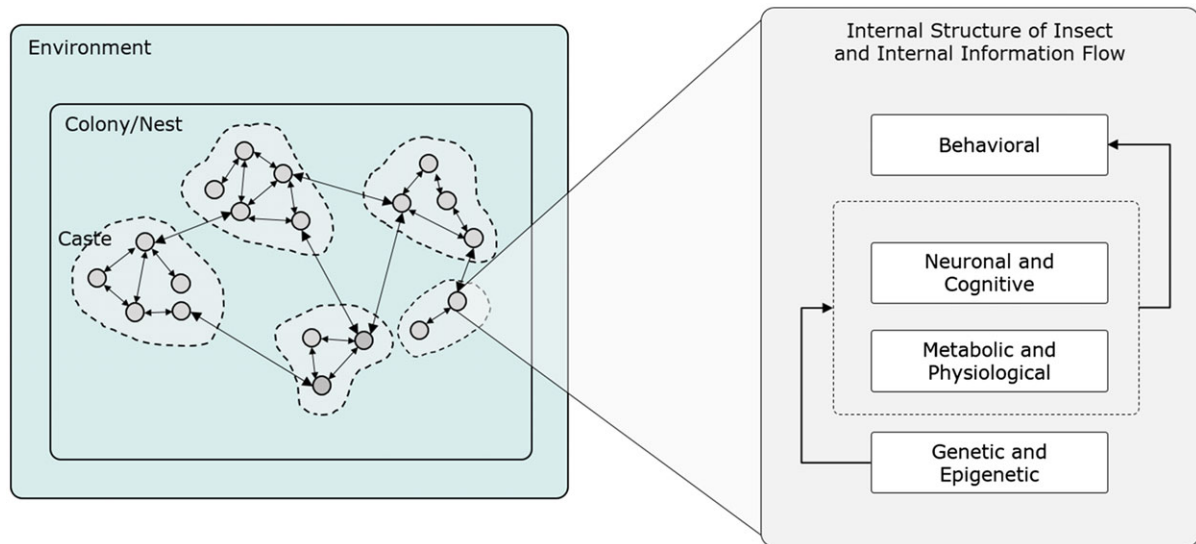 Environment
Colony/Nest
Caste
Internal Structure of Insect
and Internal Information Flow
Behavioral
Neuronal and
Cognitive
Metabolic and
Physiological
Genetic and
Epigenetic